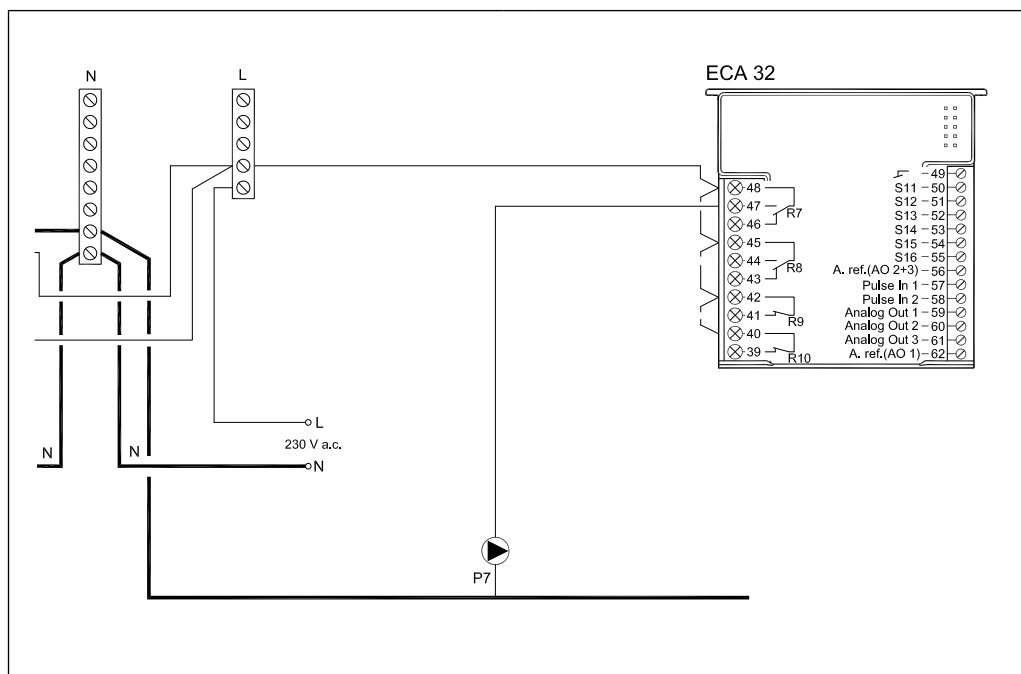 N
L
ECA 32
48
47
46
R7
45
44
43
R8
42
41
R9
40
39
R10
49
S11 50
S12 51
S13 52
S14 53
S15 54
S16 55
A. ref.(AO 2+3) 56
Pulse In 1 57
Pulse In 2 58
Analog Out 1 59
Analog Out 2 60
Analog Out 3 61
A. ref.(AO 1) 62
L
230 V a.c.
N
N
N
P7